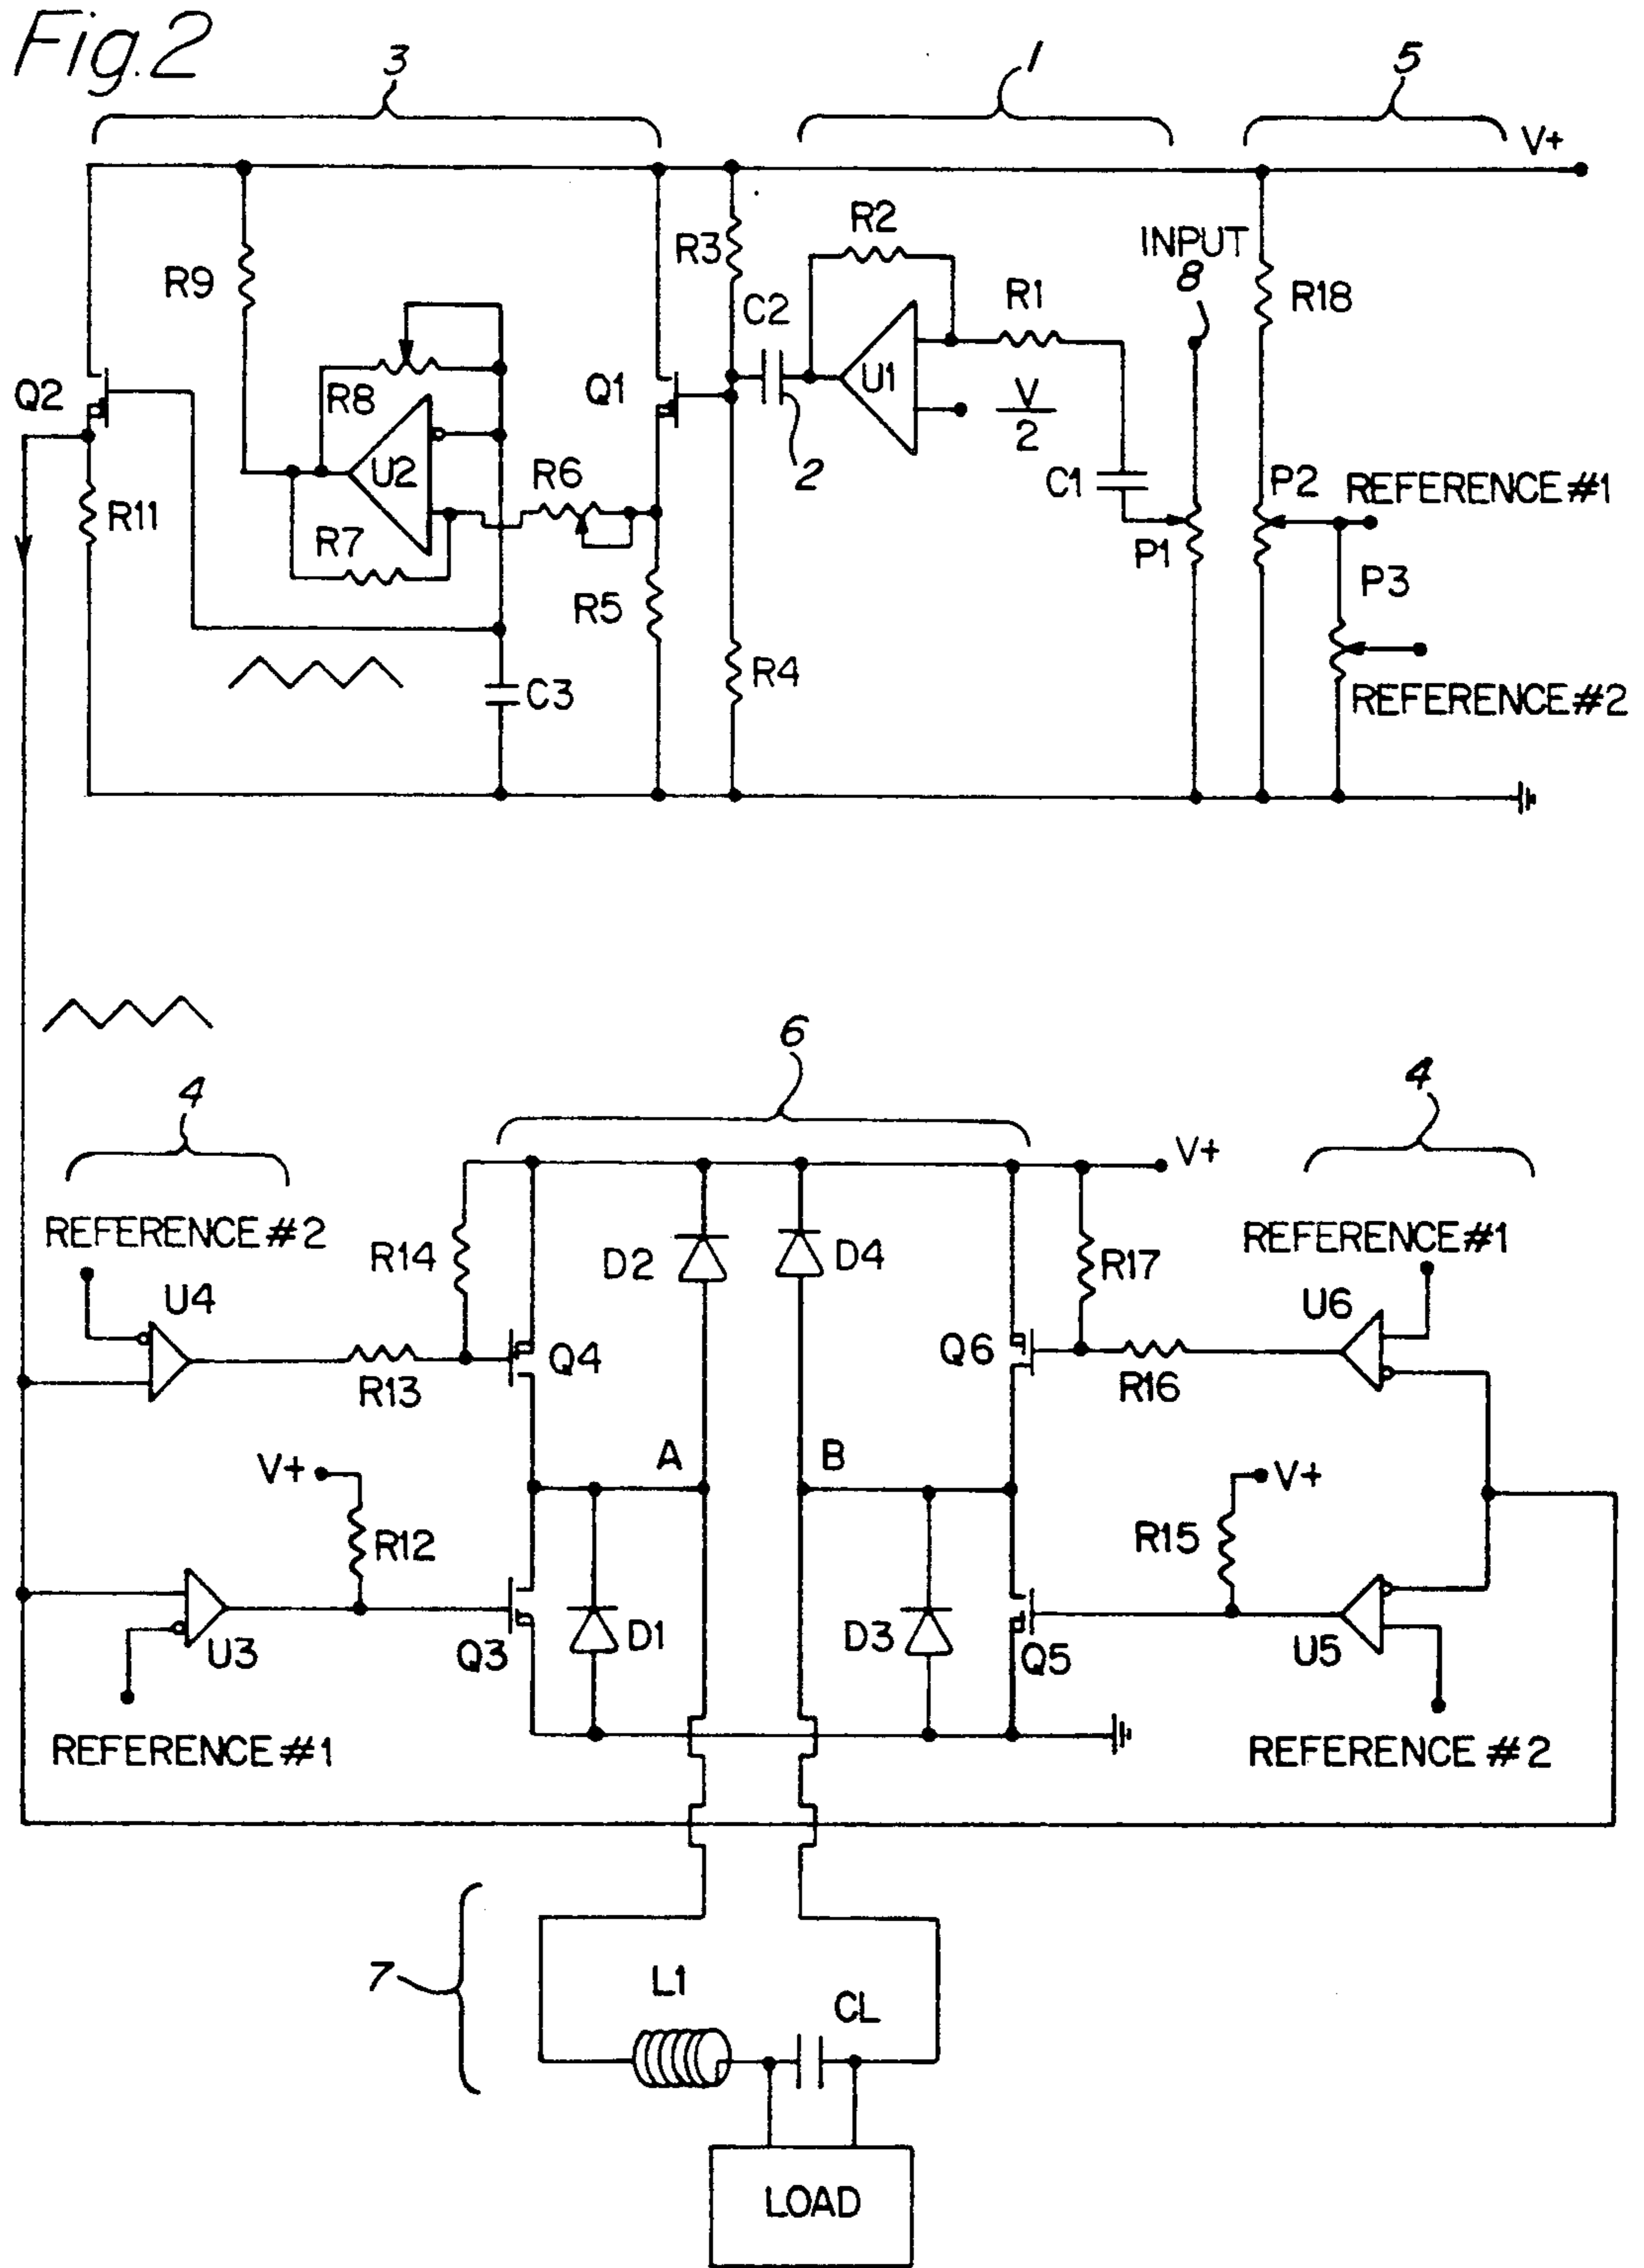 Fig.2
3
1
5
V+
R2
INPUT
8
R3
R9
R1
R18
C2
Q2
R8
Q1
U1
V
2
U2
R6
2
C1
P2
REFERENCE #1
R11
R7
P1
P3
R5
R4
C3
REFERENCE #2
6
4
4
V+
REFERENCE #2
REFERENCE #1
R14
D2
D4
R17
U4
U6
Q4
Q6
R13
R16
A
B
V+
V+
R12
R15
U3
Q3
D1
D3
Q5
U5
REFERENCE #1
REFERENCE #2
7
L1
CL
LOAD